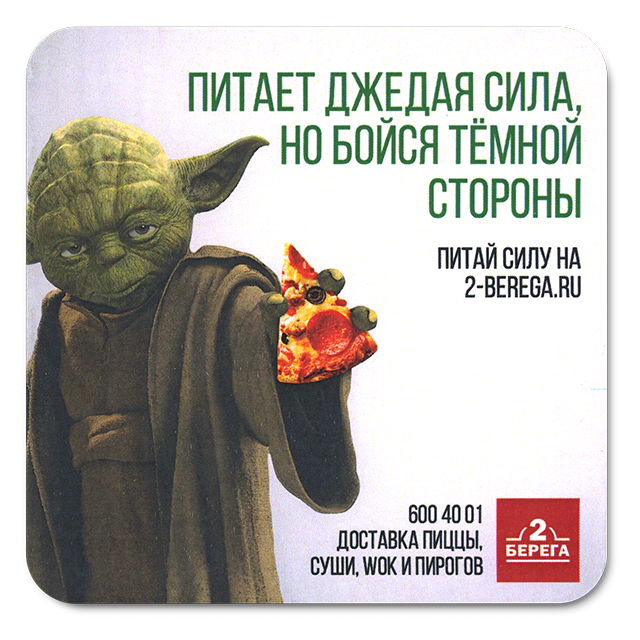 ПИТАЕТ ДЖЕДАЯ СИЛА,
НО БОЙСЯ ТЁМНОЙ
СТОРОНЫ
ПИТАЙ СИЛУ НА
2-BEREGA.RU
600 40 01
ДОСТАВКА ПИЦЦЫ,
СУШИ, WOK И ПИРОГОВ
2
БЕРЕГА